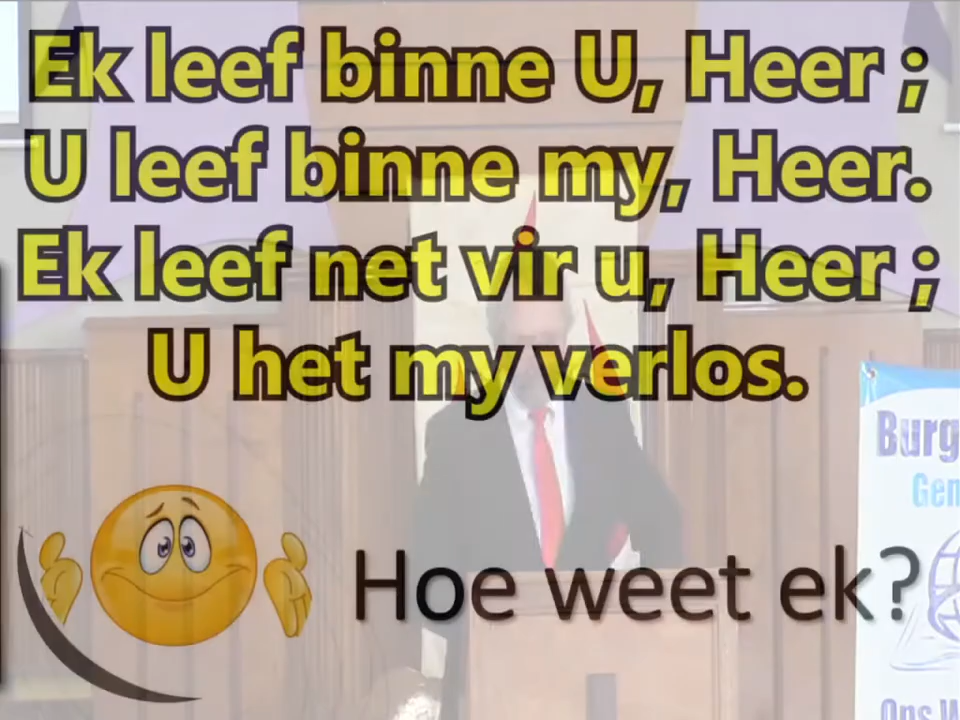 Ek leef binne U, Heer ;
U leef binne my, Heer.
Ek leef net vir u, Heer ;
U het my verlos.
Burg
Gen
Hoe weet ek?
Ons W